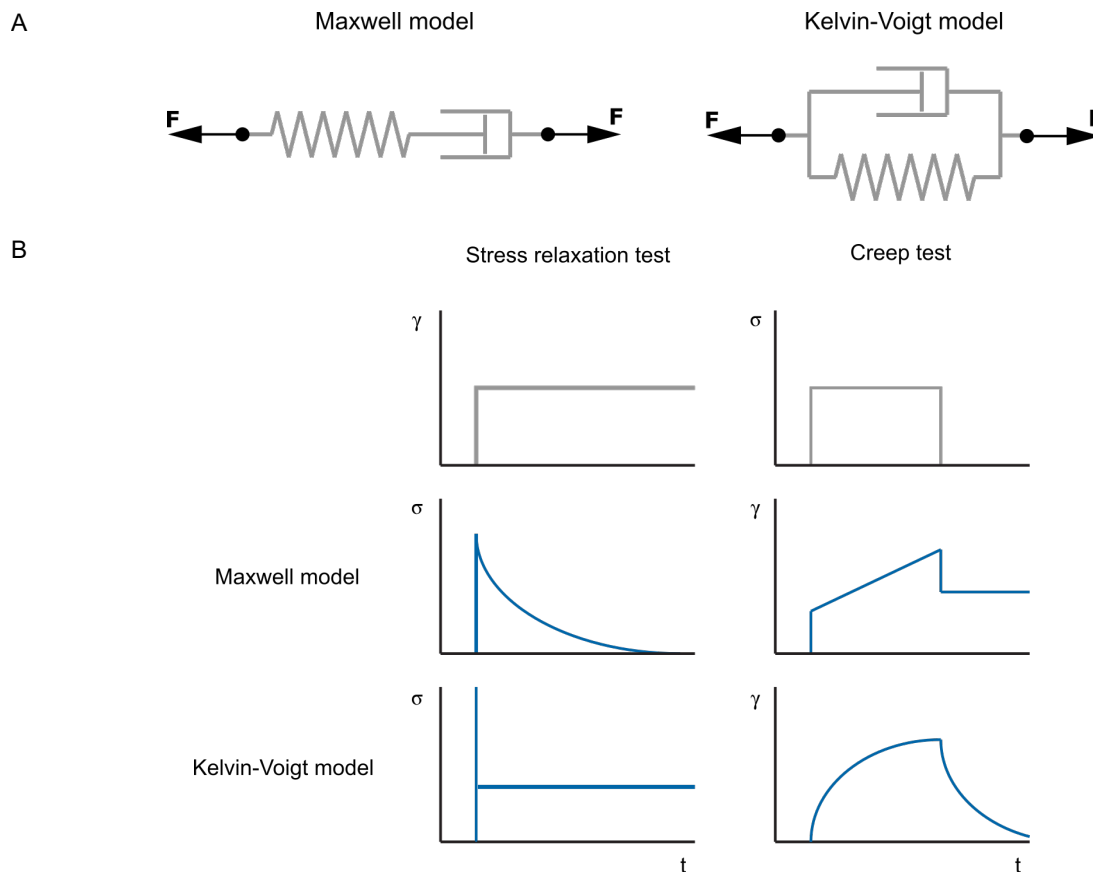 A
Maxwell model
Kelvin-Voigt model
F
F
F
B
Stress relaxation test
Creep test
γ
σ
Maxwell model
σ
γ
Kelvin-Voigt model
σ
γ
t
t